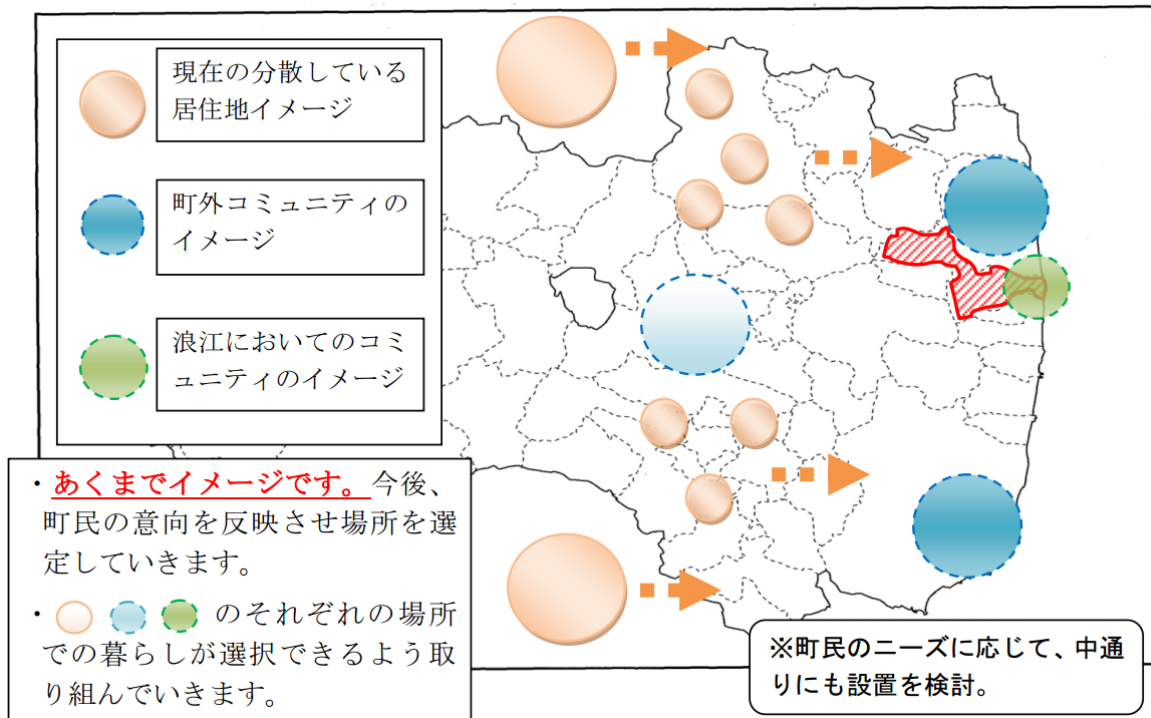 現在の分散している
居住地イメージ
町外コミュニティの
イメージ
浪江においてのコミ
ュニティのイメージ
・あくまでイメージです。今後、
町民の意向を反映させ場所を選
定していきます。
・ のそれぞれの場所
での暮らしが選択できるよう取
り組んでいきます。
※町民のニーズに応じて、中通
りにも設置を検討。